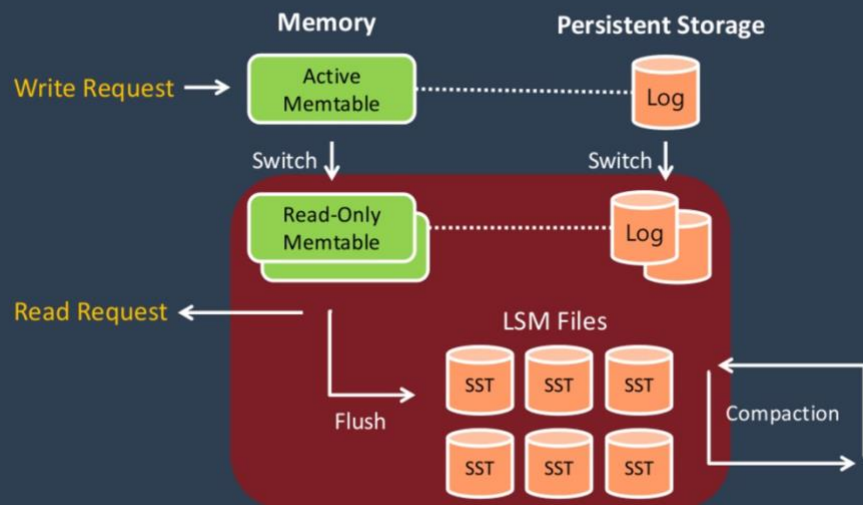 Memory
Persistent Storage
Write Request
Active
Memtable
Log
Switch
Switch
Read-Only
Memtable
Log
Read Request
LSM Files
SST
SST
SST
Flush
Compaction
SST
SST
SST